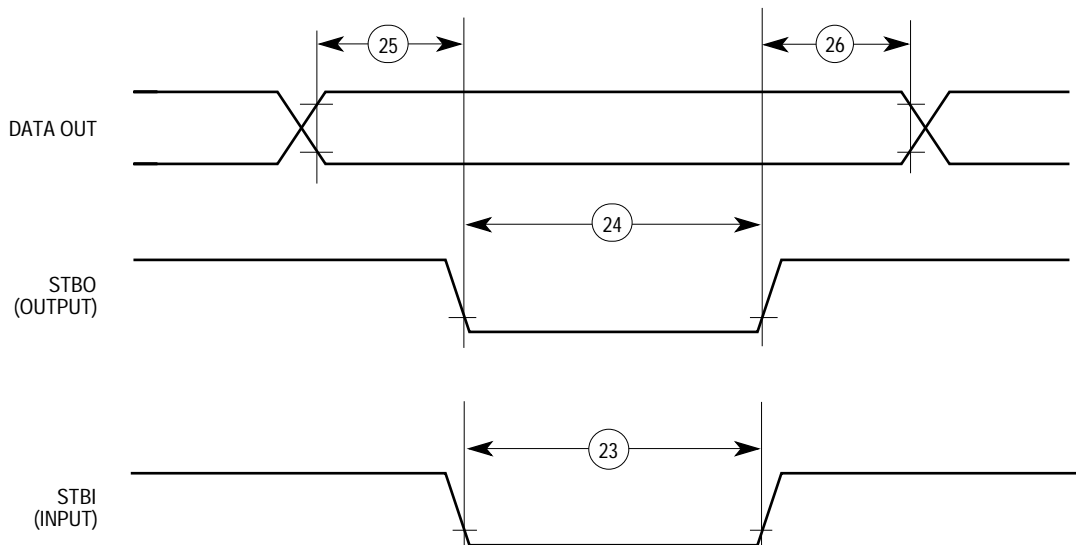 25
26
DATA OUT
24
STBO
(OUTPUT)
23
STBI
(INPUT)